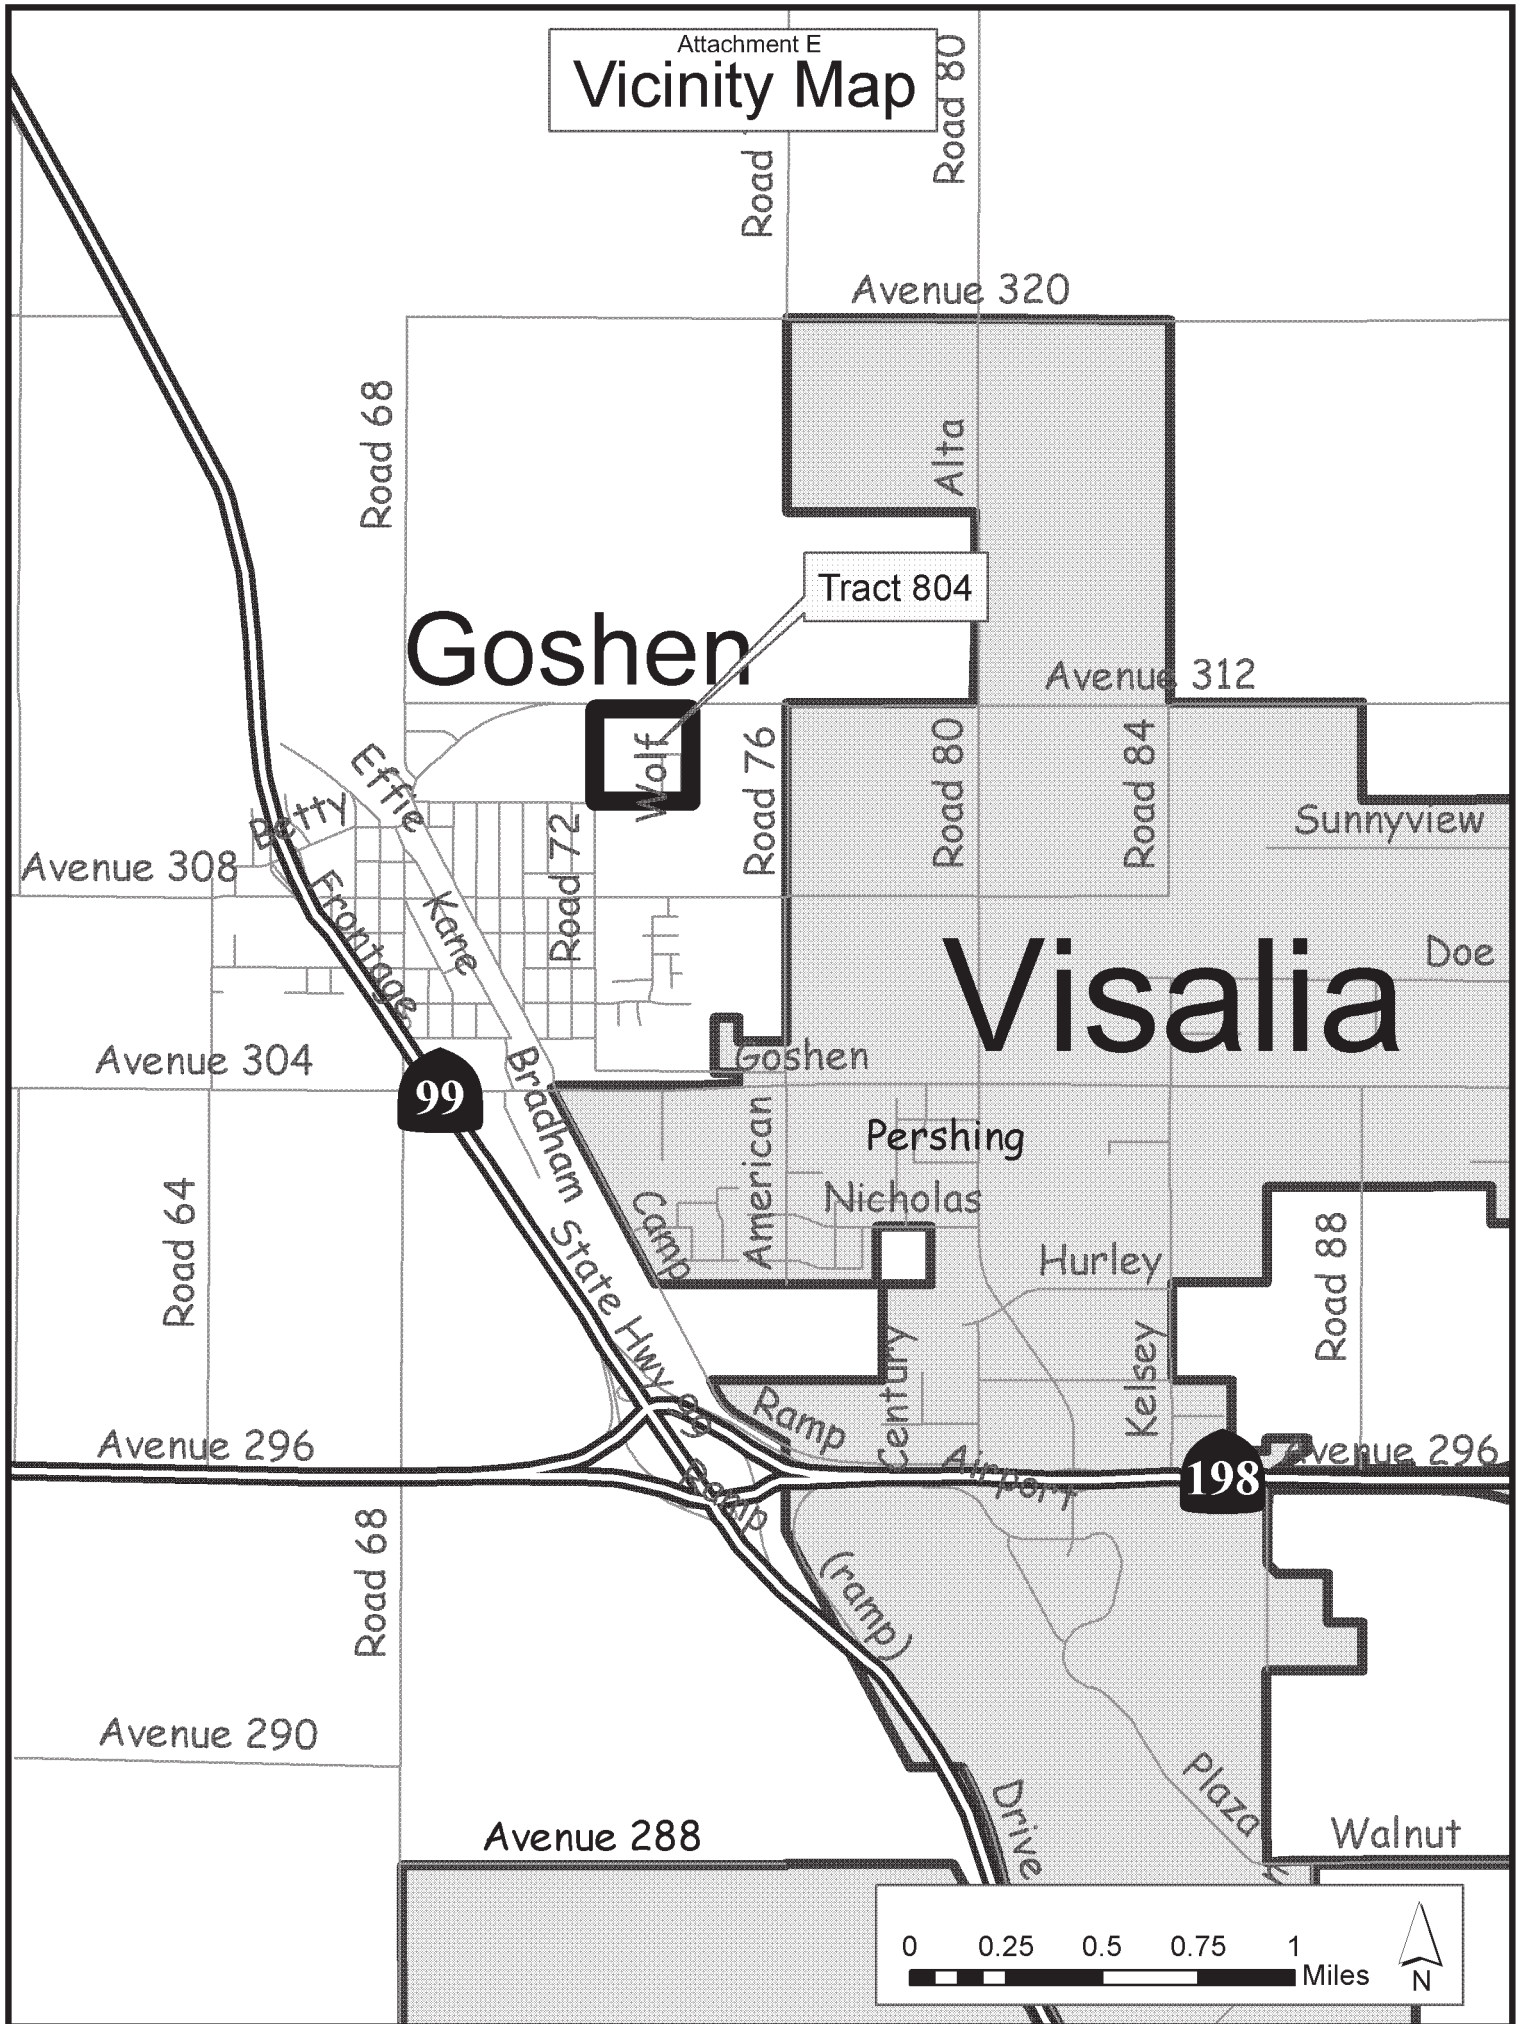 Attachment E
Vicinity Map
Road
Road 80
Avenue 320
Road 68
Alta
Tract 804
Goshen
Avenue 312
Wolf
Road 76
Road 80
Road 84
Effie
Betty
Sunnyview
Avenue 308
Road 72
Frontage
Kane
Visalia
Doe
Avenue 304
Goshen
99
Bradham
American
Pershing
Nicholas
Camp
Road 64
State Hwy 99
Hurley
Road 88
Century
Kelsey
Ramp
Avenue 296
Airport
198
Avenue 296
Ramp
Road 68
(ramp)
Avenue 290
Plaza
Drive
Avenue 288
Walnut
0 0.25 0.5 0.75 1
Miles
N